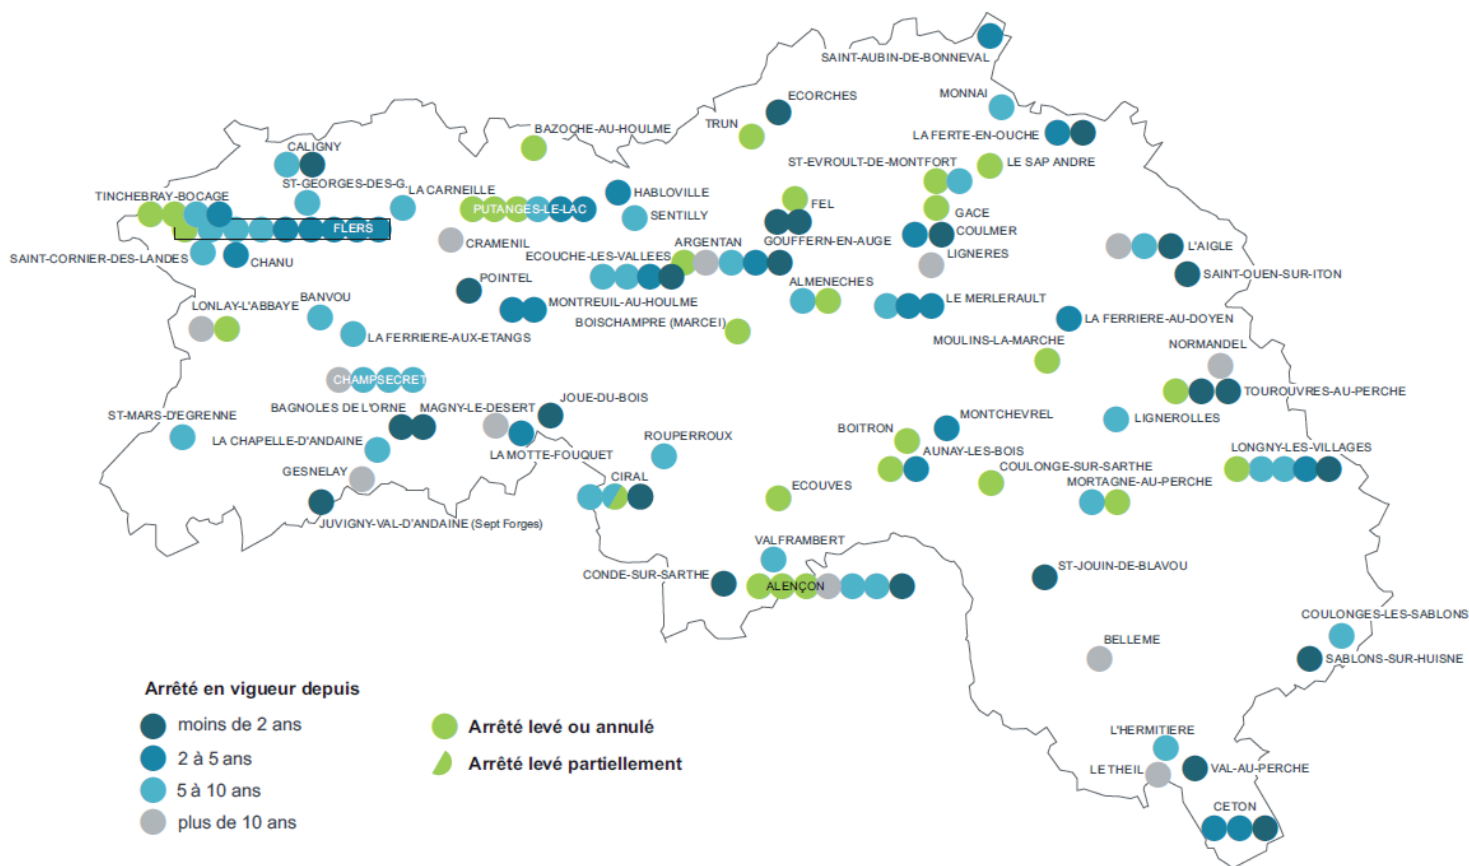 SAINT-AUBIN-DE-BONNEVAL
ECORCHES
MONNAI
TRUN
BAZOCHE-AU-HOULME
LA FERTE-EN-OUCHE
CALIGNY
ST-EVROULT-DE-MONTFORT
LE SAP ANDRE
ST-GEORGES-DES-G.
LA CARNEILLE
TINCHEBRAY-BOCAGE
HABLOVILLE
FEL
PUTANGES-LE-LAC
SENTILLY
GACE
FLERS
COULMER
CRAMENIL
ARGENTAN
GOUFFERN-EN-AUGE
L'AIGLE
SAINT-CORNIER-DES-LANDES
CHANU
ECOUCHE-LES-VALLEES
LIGNERES
SAINT-OUEN-SUR-ITON
POINTEL
ALMENECHES
LONLAY-L'ABBAYE
BANVOU
MONTREUIL-AU-HOULME
LE MERLERAULT
BOISCHAMPRE (MARCEI)
LA FERRIERE-AU-DOYEN
LA FERRIERE-AUX-ETANGS
MOULINS-LA-MARCHE
NORMANDEL
CHAMPSECRET
TOUROUVRES-AU-PERCHE
JOUE-DU-BOIS
BAGNOLES DE L'ORNE
MAGNY-LE-DESERT
ST-MARS-D'EGRENNE
MONTCHEVREL
LIGNEROLLES
BOITRON
LA CHAPELLE-D'ANDAINE
ROUPERROUX
LONGNY-LES-VILLAGES
LA MOTTE-FOUQUET
AUNAY-LES-BOIS
GESNELAY
CIRAL
COULONGE-SUR-SARTHE
MORTAGNE-AU-PERCHE
ECOUVES
JUVIGNY-VAL-D'ANDAINE (Sept Forges)
VALFRAMBERT
CONDE-SUR-SARTHE
ALENÇON
ST-JOUIN-DE-BLAVOU
COULONGES-LES-SABLONS
BELLEME
SABLONS-SUR-HUISNE
L'HERMITIERE
LE THEIL
VAL-AU-PERCHE
CETON
Arrêté en vigueur depuis
moins de 2 ans
2 à 5 ans
5 à 10 ans
plus de 10 ans
Arrêté levé ou annulé
Arrêté levé partiellement